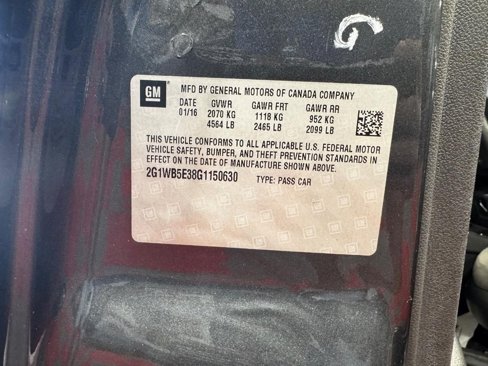 GM
MFD BY GENERAL MOTORS OF CANADA COMPANY
DATE GVWR GAWR FRT GAWR RR
01/16 2070 KG 1118 KG 952 KG
4564 LB 2465 LB 2099 LB
THIS VEHICLE CONFORMS TO ALL APPLICABLE U.S. FEDERAL MOTOR
VEHICLE SAFETY, BUMPER, AND THEFT PREVENTION STANDARDS IN
EFFECT ON THE DATE OF MANUFACTURE SHOWN ABOVE.
2G1WB5E38G1150630 TYPE: PASS CAR